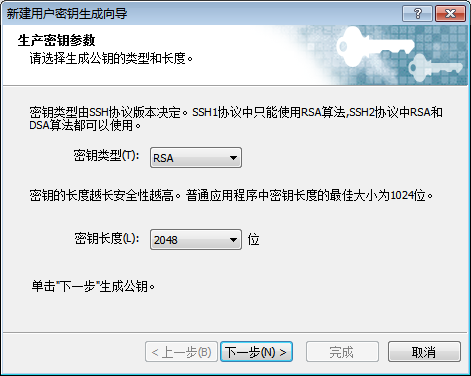 新建用户密钥生成向导
生产密钥参数
请选择生成公钥的类型和长度。
密钥类型由SSH协议版本决定。SSH1协议中只能使用RSA算法,SSH2协议中RSA和
DSA算法都可以使用。
密钥类型(T): RSA
密钥的长度越长安全性越高。普通应用程序中密钥长度的最佳大小为1024位。
密钥长度(L): 2048 位
单击"下一步"生成公钥。
< 上一步(B) 下一步(N) > 完成 取消